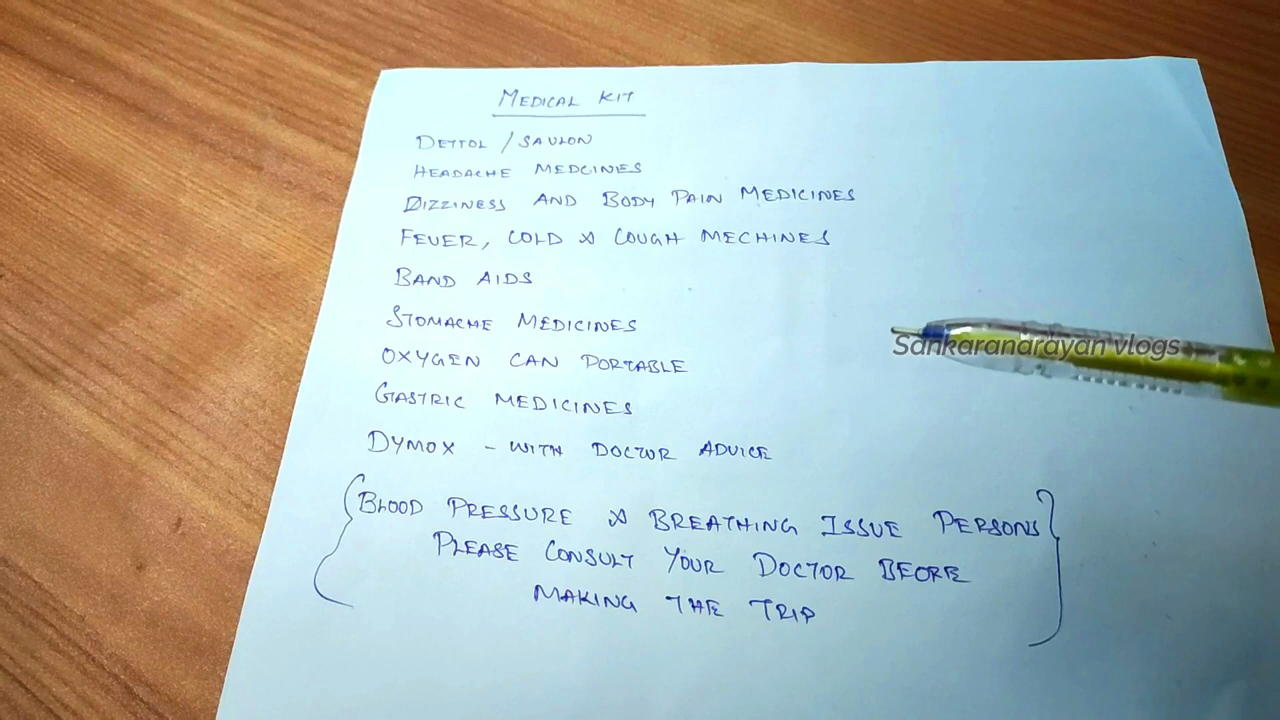 MEDICAL KIT
DETTOL / SAVLON
HEADACHE MEDCINES
DIZZINESS AND BODY PAIN MEDICINES
FEVER, COLD & COUGH MECHINES
BAND AIDS
STOMACHE MEDICINES
OXYGEN CAN PORTABLE
GASTRIC MEDICINES
DYMOX - WITH DOCTOR ADVICE
{BLOOD PRESSURE & BREATHING ISSUE PERSONS}
PLEASE CONSULT YOUR DOCTOR BEORE
MAKING THE TRIP
Sankaranarayan vlogs